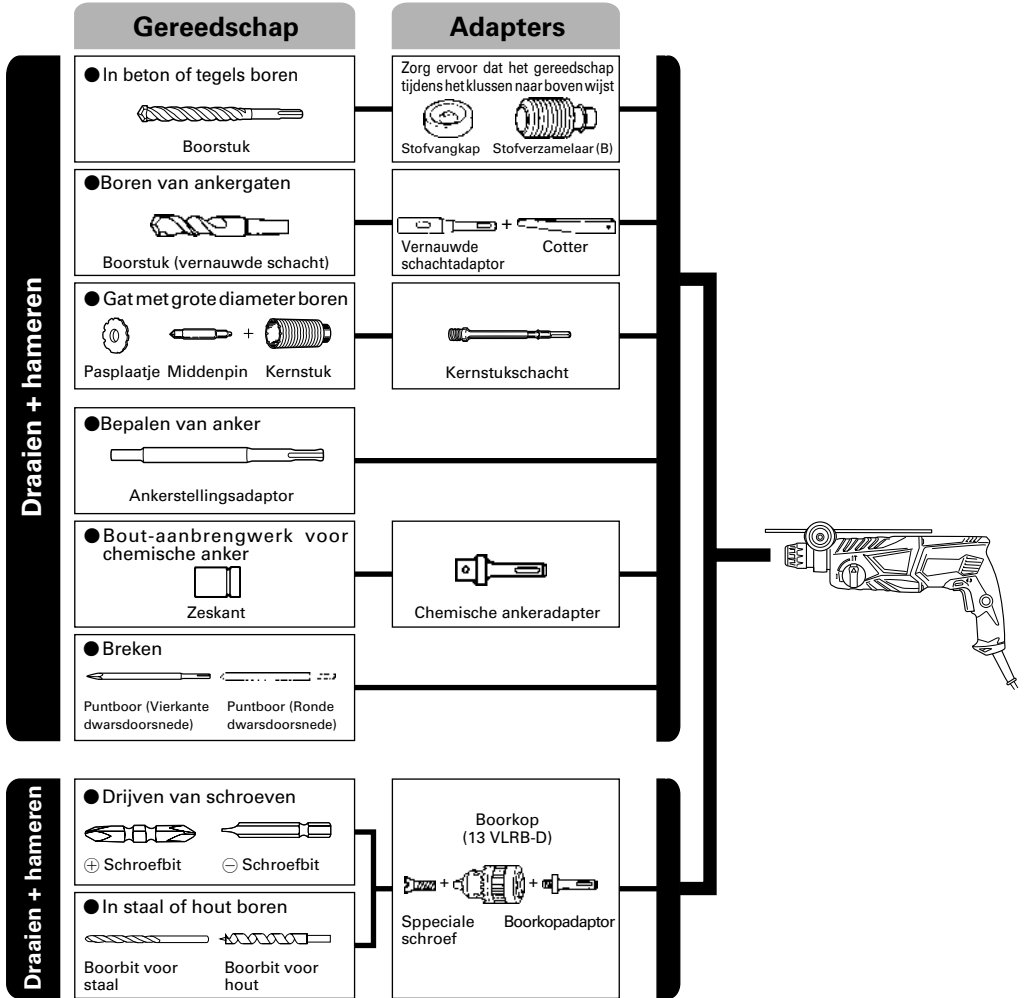 Gereedschap
Adapters
Draaien + hameren
● In beton of tegels boren
Boorstuk
Zorg ervoor dat het gereedschap
tijdens het klussen naar boven wijst
Stofvangkap
Stofverzamelaar (B)
● Boren van ankergaten
Boorstuk (vernauwde schacht)
+
Vernauwde
schachtadaptor
Cotter
● Gat met grote diameter boren
+
Pasplaatje
Middenpin
Kernstuk
Kernstukschacht
● Bepalen van anker
Ankerstellingsadaptor
● Bout-aanbrengwerk voor
chemische anker
Zeskant
Chemische ankeradapter
● Breken
Puntboor (Vierkante
dwarsdoorsnede)
Puntboor (Ronde
dwarsdoorsnede)
Draaien + hameren
● Drijven van schroeven
⊕ Schroefbit
⊖ Schroefbit
● In staal of hout boren
Boorbit voor
staal
Boorbit voor
hout
Boorkop
(13 VLRB-D)
+ +
Sppeciale
schroef
Boorkopadaptor